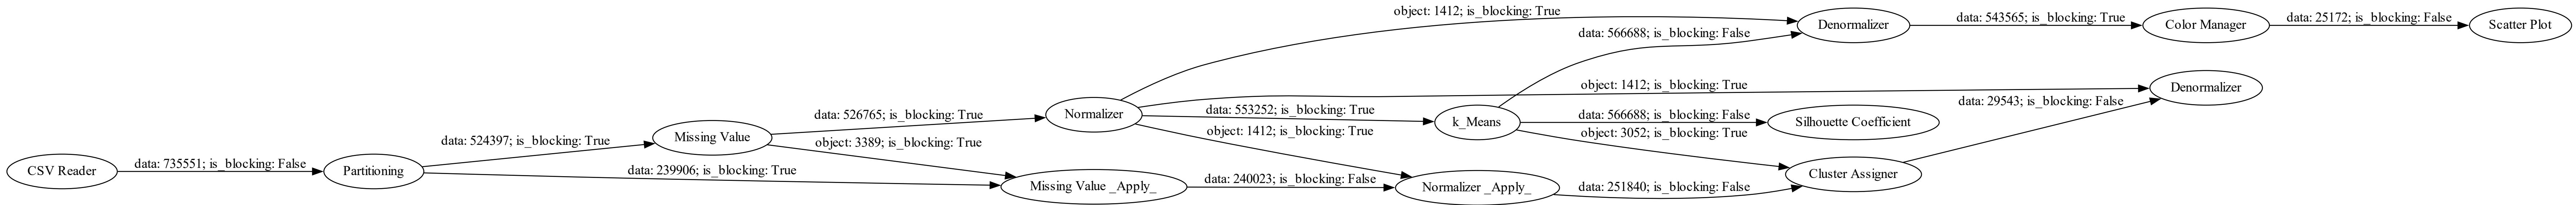 object: 1412; is_blocking: True
data: 566688; is_blocking: False
Denormalizer
data: 543565; is_blocking: True
Color Manager
data: 25172; is_blocking: False
Scatter Plot
object: 1412; is_blocking: True
Denormalizer
data: 29543; is_blocking: False
data: 526765; is_blocking: True
Normalizer
data: 553252; is_blocking: True
k_Means
data: 566688; is_blocking: False
Silhouette Coefficient
object: 1412; is_blocking: True
object: 3052; is_blocking: True
data: 524397; is_blocking: True
Missing Value
object: 3389; is_blocking: True
CSV Reader
data: 735551; is_blocking: False
Partitioning
data: 239906; is_blocking: True
Missing Value _Apply_
data: 240023; is_blocking: False
Normalizer _Apply_
data: 251840; is_blocking: False
Cluster Assigner